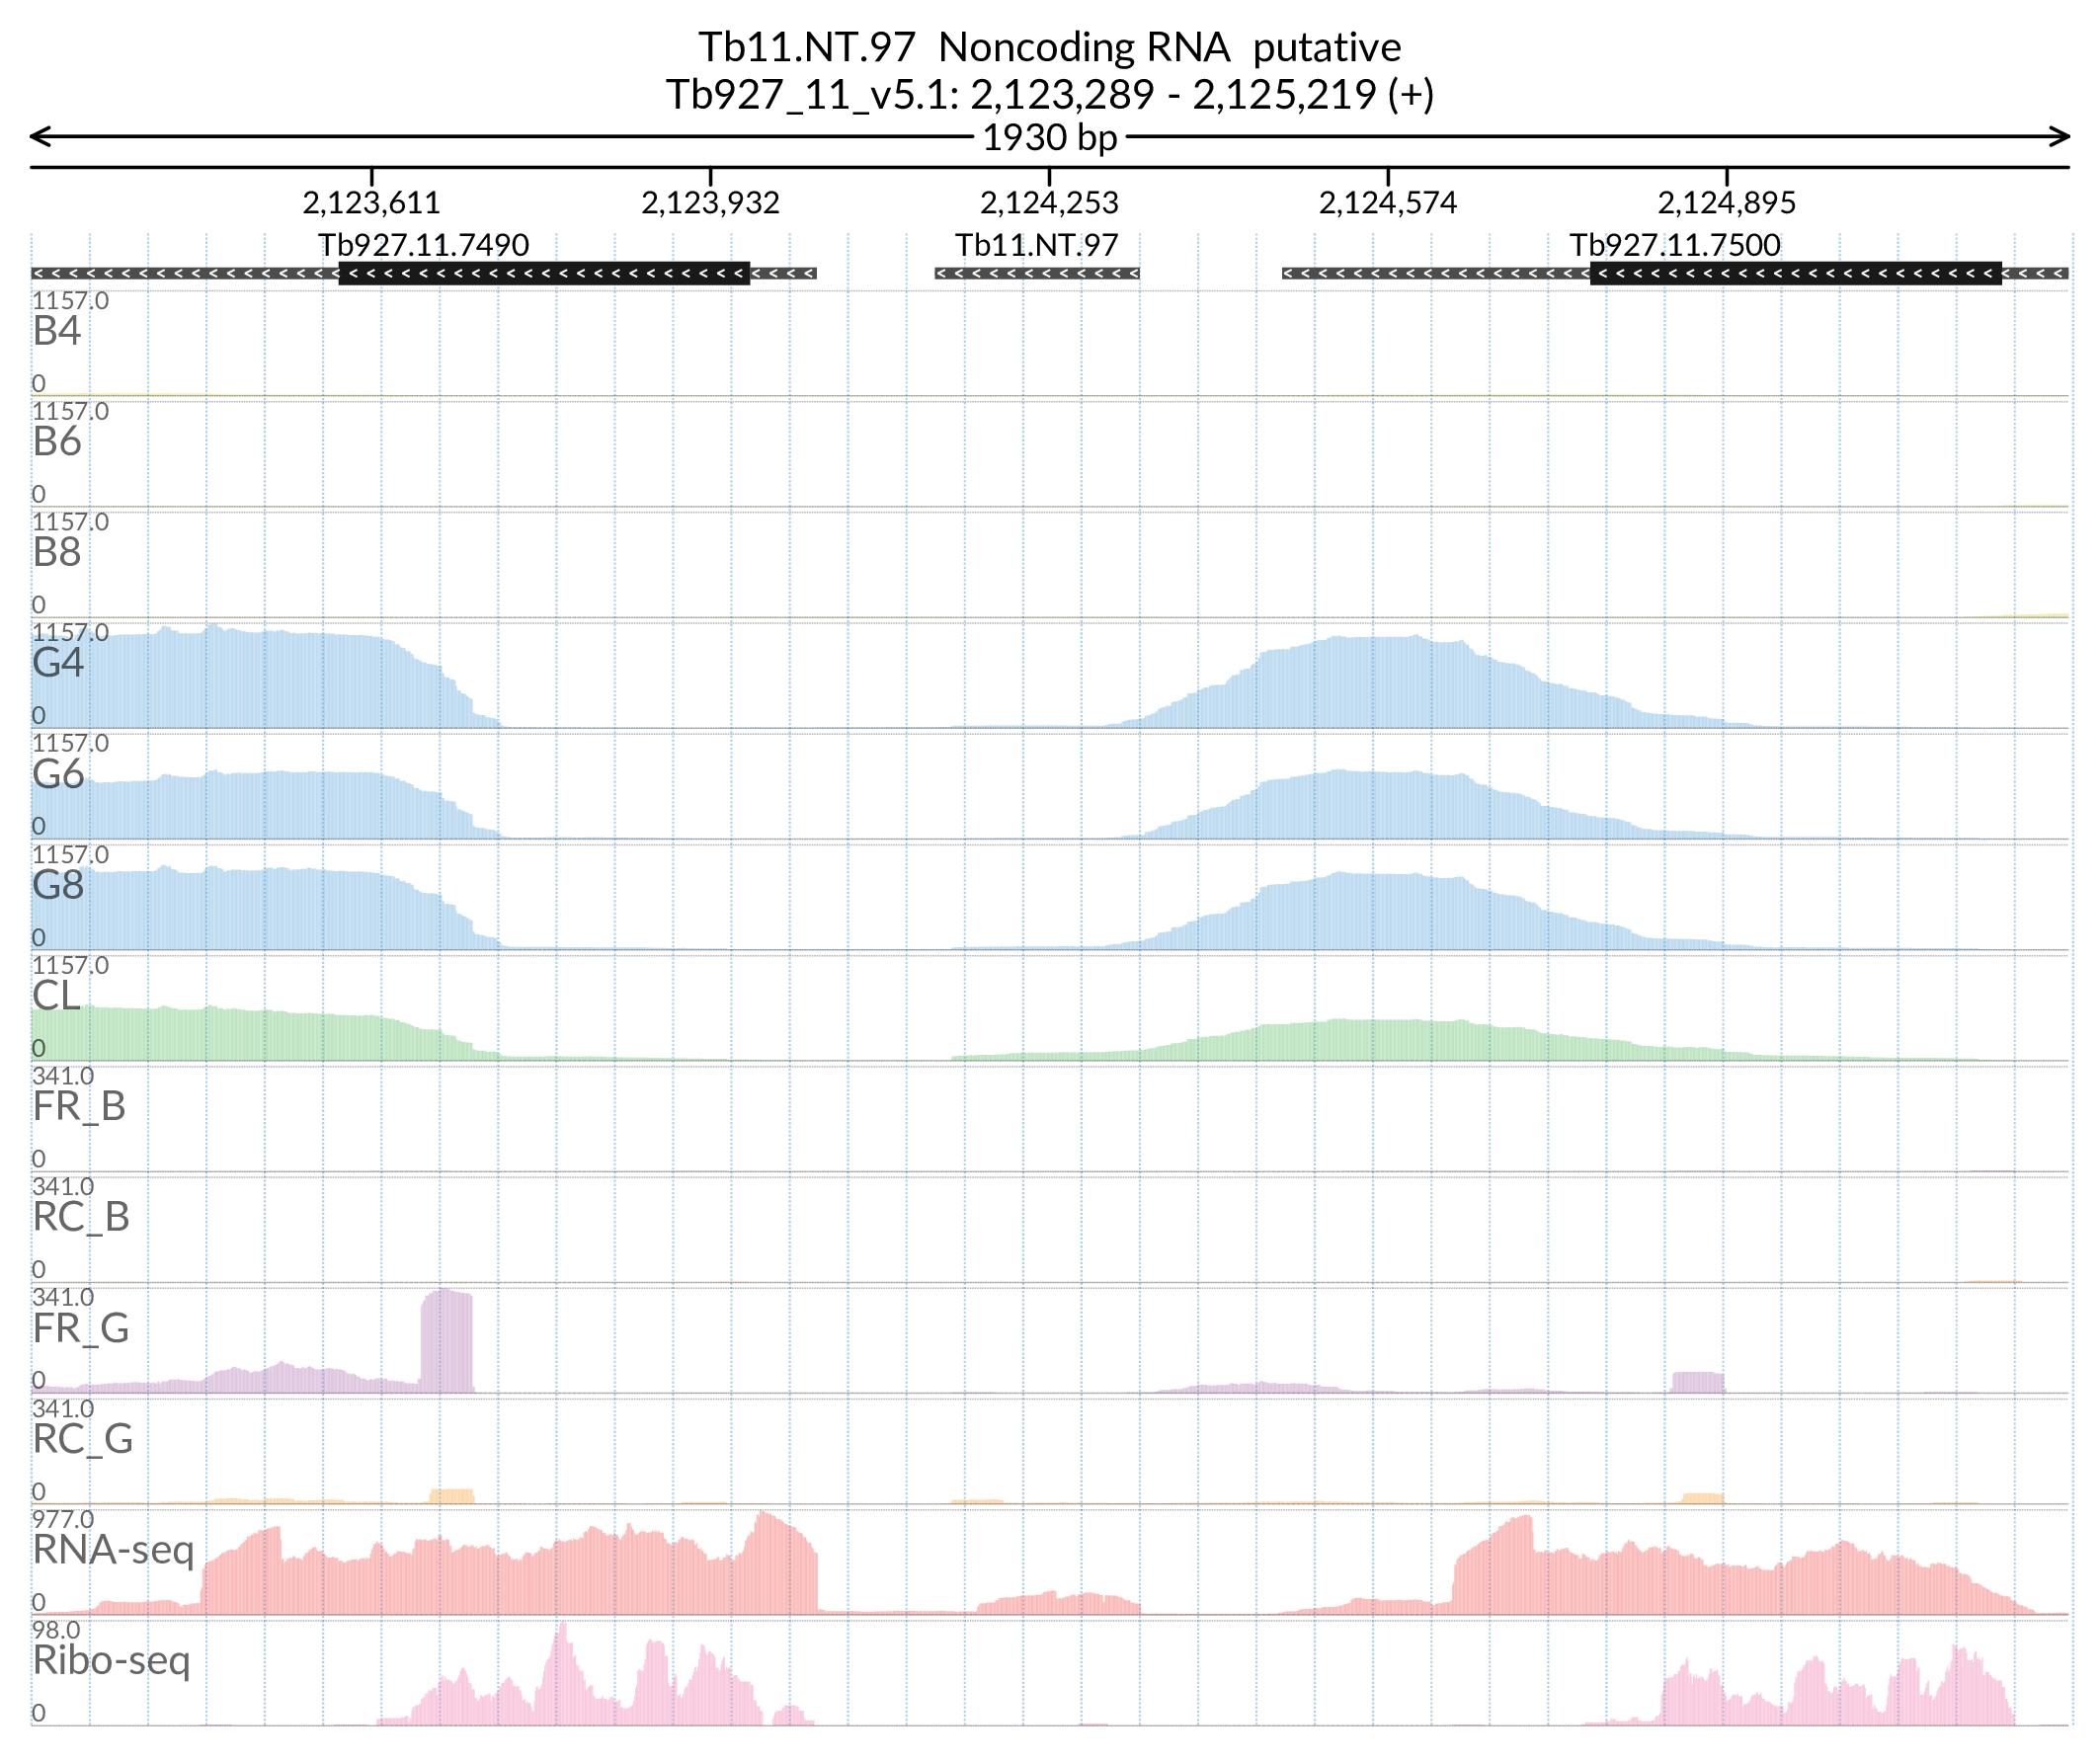 Tb11.NT.97 Noncoding RNA putative
Tb927_11_v5.1: 2,123,289 - 2,125,219 (+)
1930 bp
2,123,611 2,123,932 2,124,253 2,124,574 2,124,895
Tb927.11.7490 Tb11.NT.97 Tb927.11.7500
1157.0
B4
0
1157.0
B6
0
1157.0
B8
0
1157.0
G4
0
1157.0
G6
0
1157.0
G8
0
1157.0
CL
0
341.0
FR_B
0
341.0
RC_B
0
341.0
FR_G
0
341.0
RC_G
0
977.0
RNA-seq
0
98.0
Ribo-seq
0